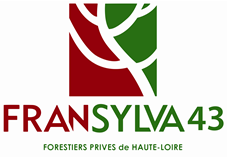 FRANSYLVA 43
FORESTIERS PRIVES de HAUTE-LOIRE